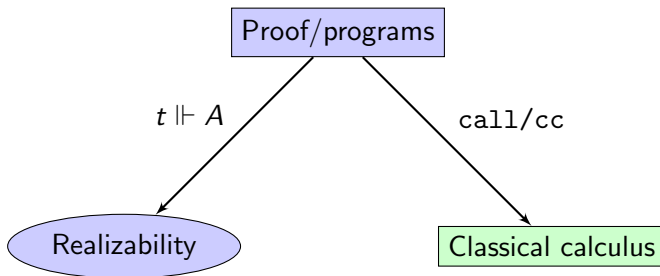 Proof/programs
t ⊩ A
call/cc
Realizability
Classical calculus